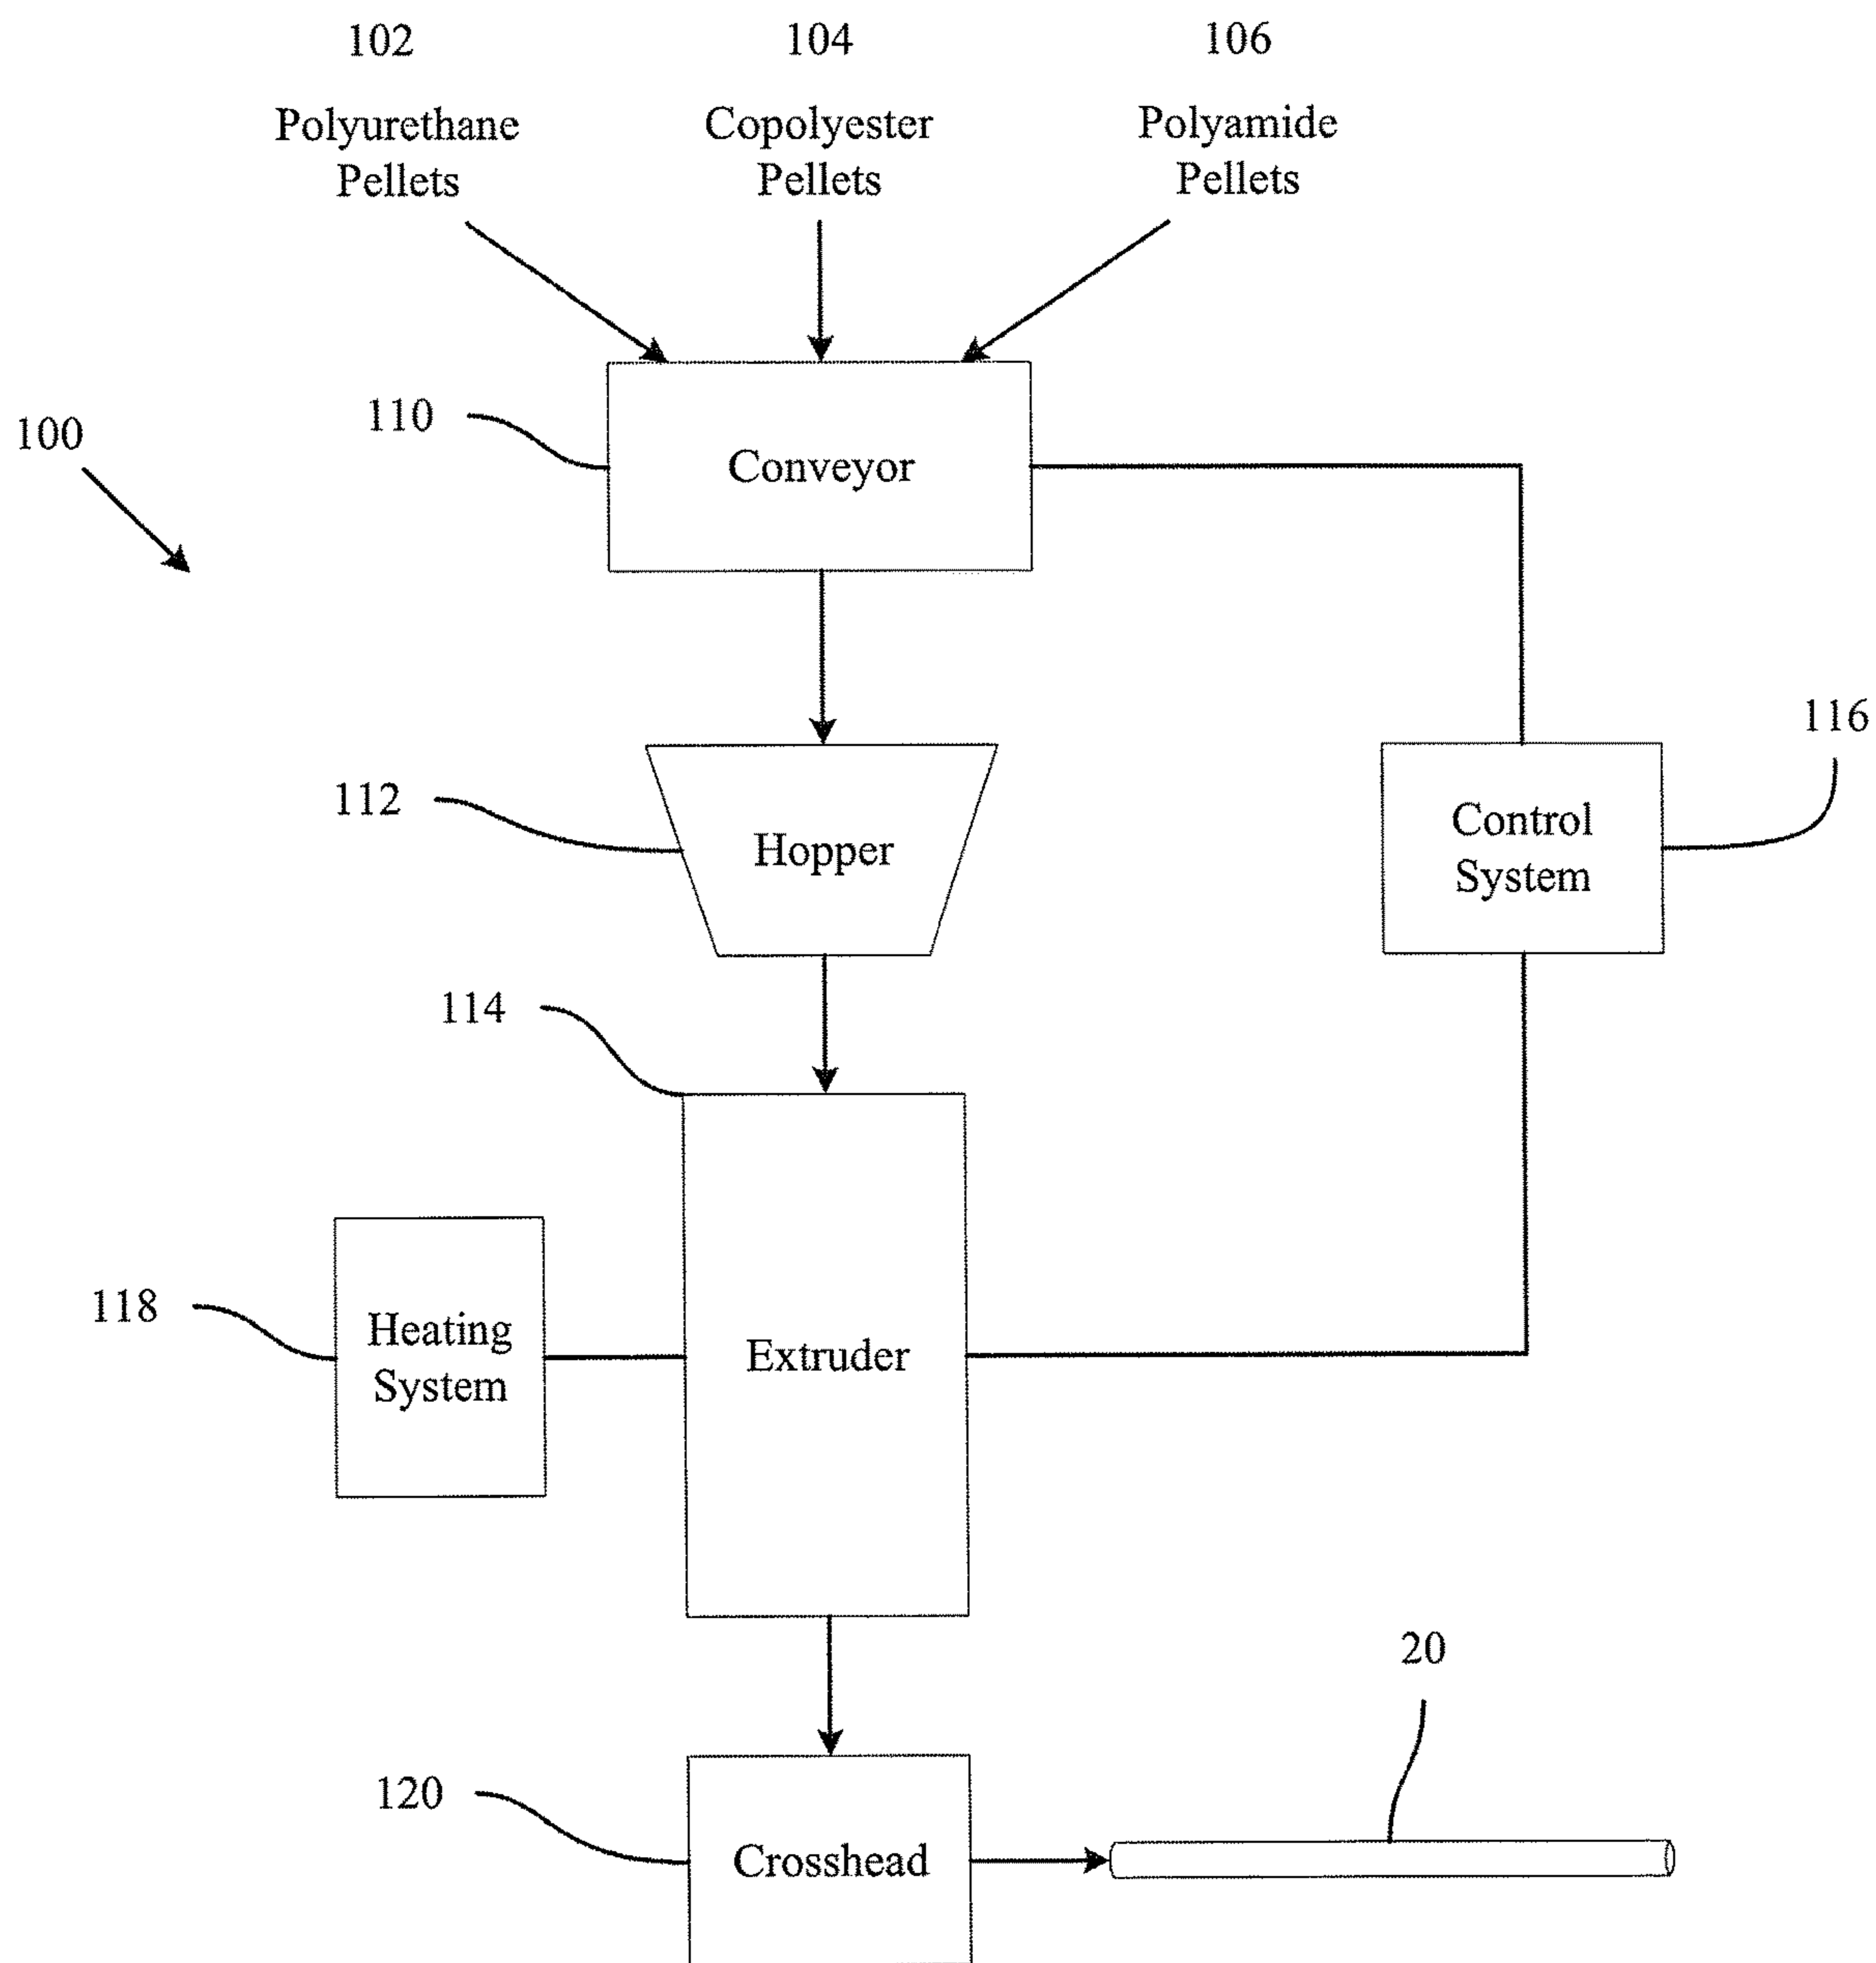 102
104
106
Polyurethane
Pellets
Copolyester
Pellets
Polyamide
Pellets
110
100
Conveyor
116
112
Hopper
Control
System
114
118
Heating
System
Extruder
20
120
Crosshead